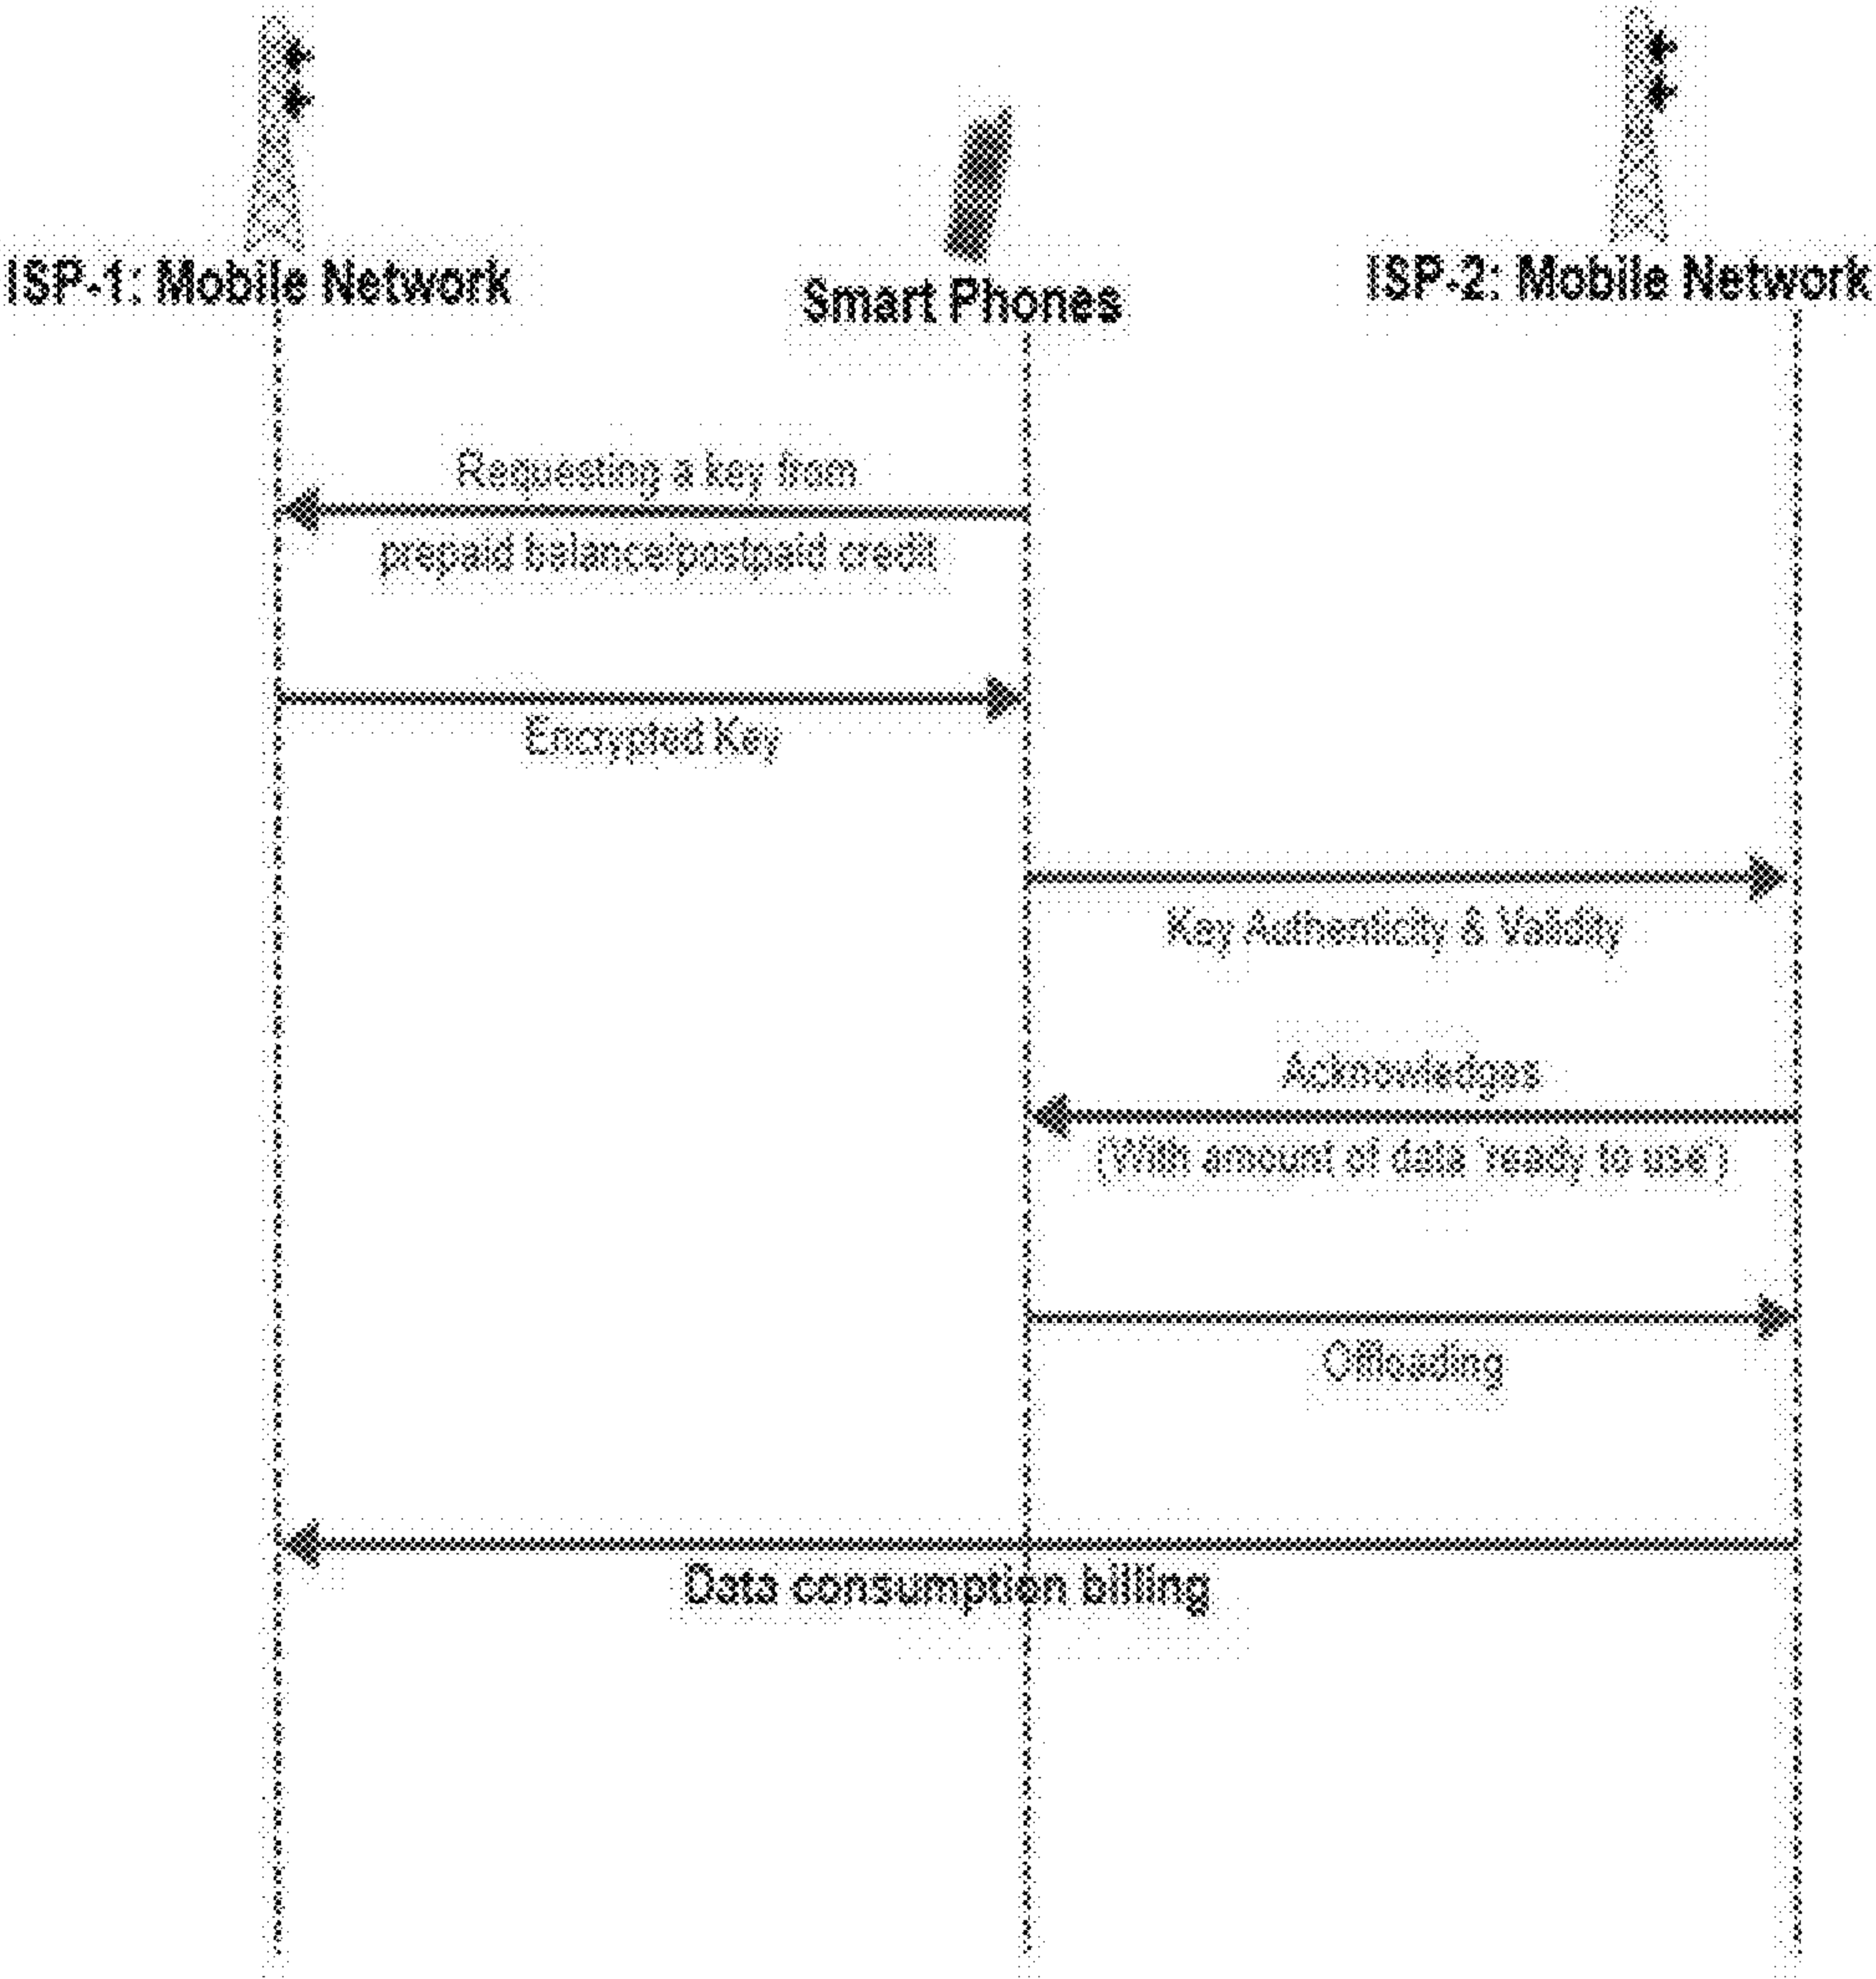 ISP-1: Mobile Network
Smart Phones
ISP-2: Mobile Network
Requesting a key from
prepaid balance/postpaid credit
Encrypted Key
Key Authenticity & Validity
Acknowledges
(With amount of data 'ready to use')
Offloading
Data consumption billing